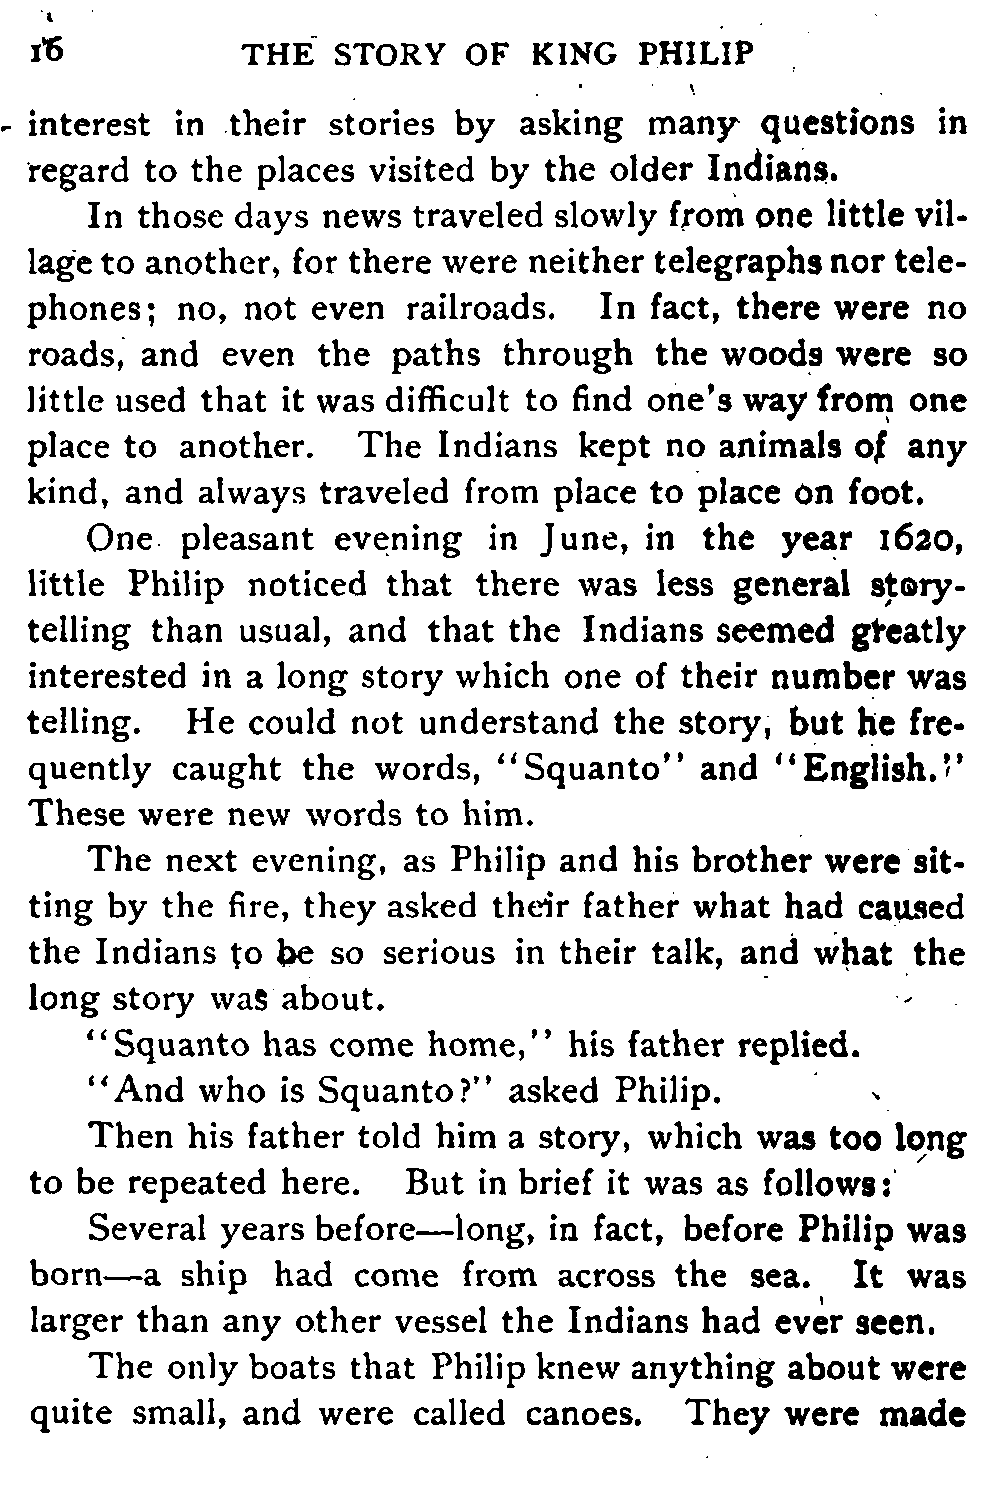 16 THE STORY OF KING PHILIP
interest in their stories by asking many questions in
regard to the places visited by the older Indians.
In those days news traveled slowly from one little vil-
lage to another, for there were neither telegraphs nor tele-
phones; no, not even railroads. In fact, there were no
roads, and even the paths through the woods were so
little used that it was difficult to find one's way from one
place to another. The Indians kept no animals of any
kind, and always traveled from place to place on foot.
One pleasant evening in June, in the year 1620,
little Philip noticed that there was less general story-
telling than usual, and that the Indians seemed greatly
interested in a long story which one of their number was
telling. He could not understand the story, but he fre-
quently caught the words, "Squanto" and "English."
These were new words to him.
The next evening, as Philip and his brother were sit-
ting by the fire, they asked their father what had caused
the Indians to be so serious in their talk, and what the
long story was about.
"Squanto has come home," his father replied.
"And who is Squanto?" asked Philip.
Then his father told him a story, which was too long
to be repeated here. But in brief it was as follows:
Several years before—long, in fact, before Philip was
born—a ship had come from across the sea. It was
larger than any other vessel the Indians had ever seen.
The only boats that Philip knew anything about were
quite small, and were called canoes. They were made